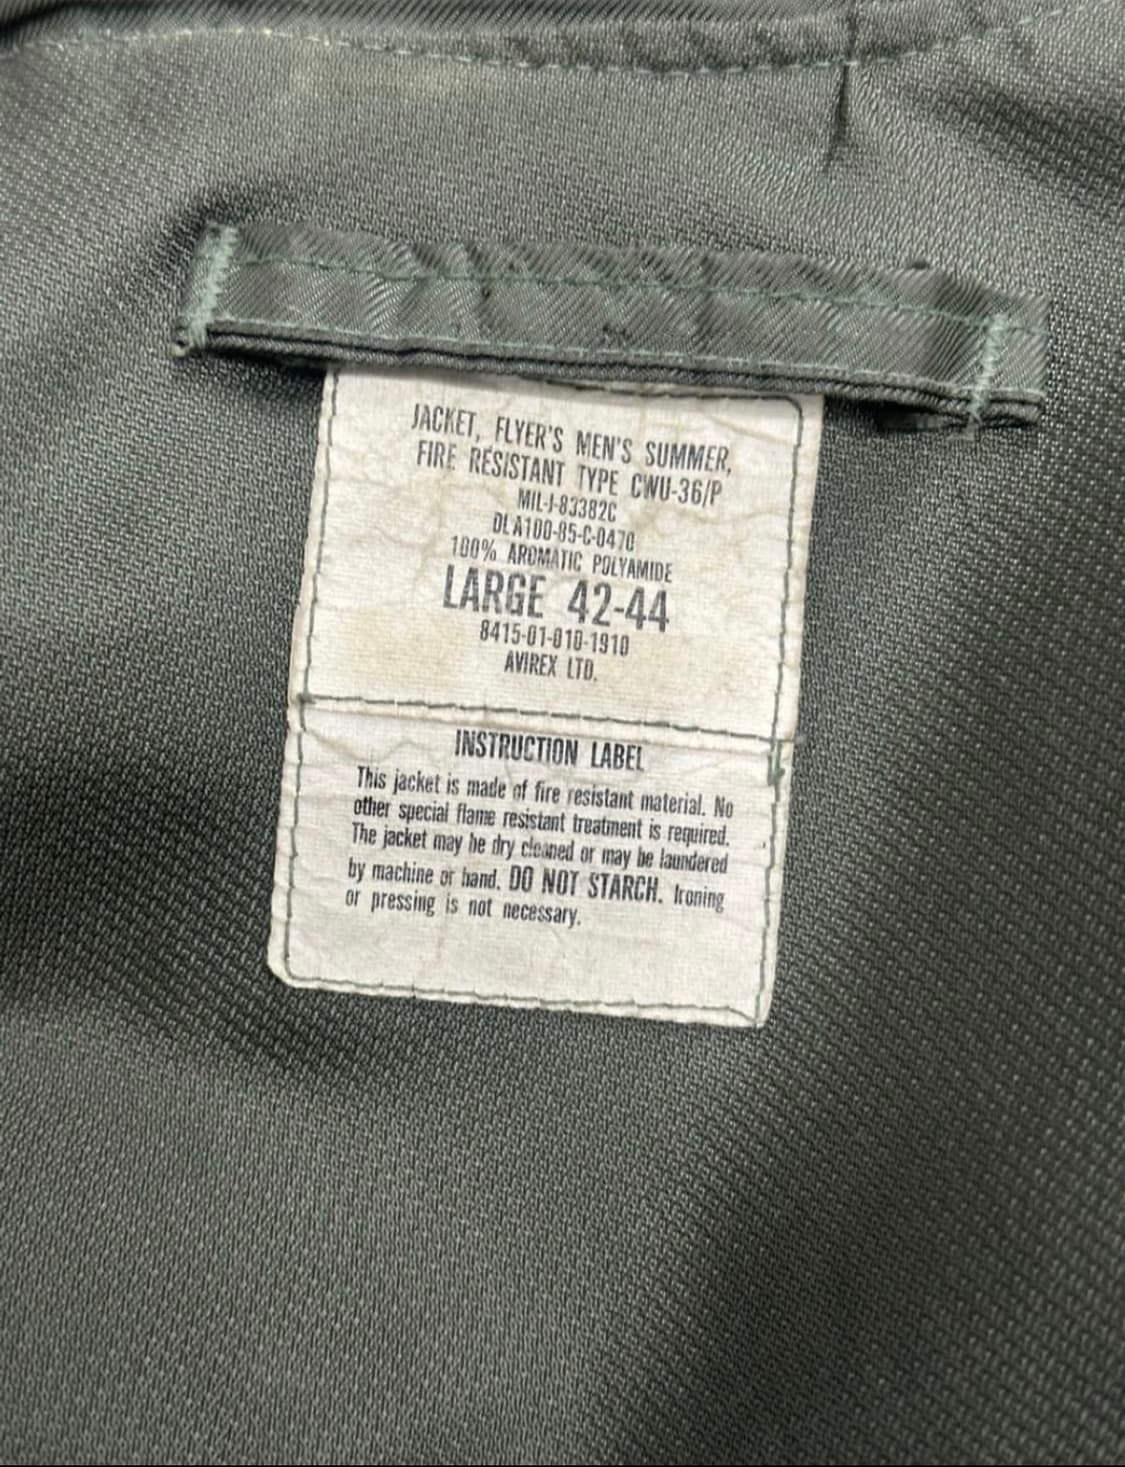 JACKET, FLYER'S MEN'S SUMMER,
FIRE RESISTANT TYPE CWU-36/P
MIL-J-83382C
DLA100-85-C-0470
100% AROMATIC POLYAMIDE
LARGE 42-44
8415-01-010-1910
AVIREX LTD.
INSTRUCTION LABEL
This jacket is made of fire resistant material. No
other special flame resistant treatment is required.
The jacket may be dry cleaned or may be laundered
by machine or hand. DO NOT STARCH. Ironing
or pressing is not necessary.